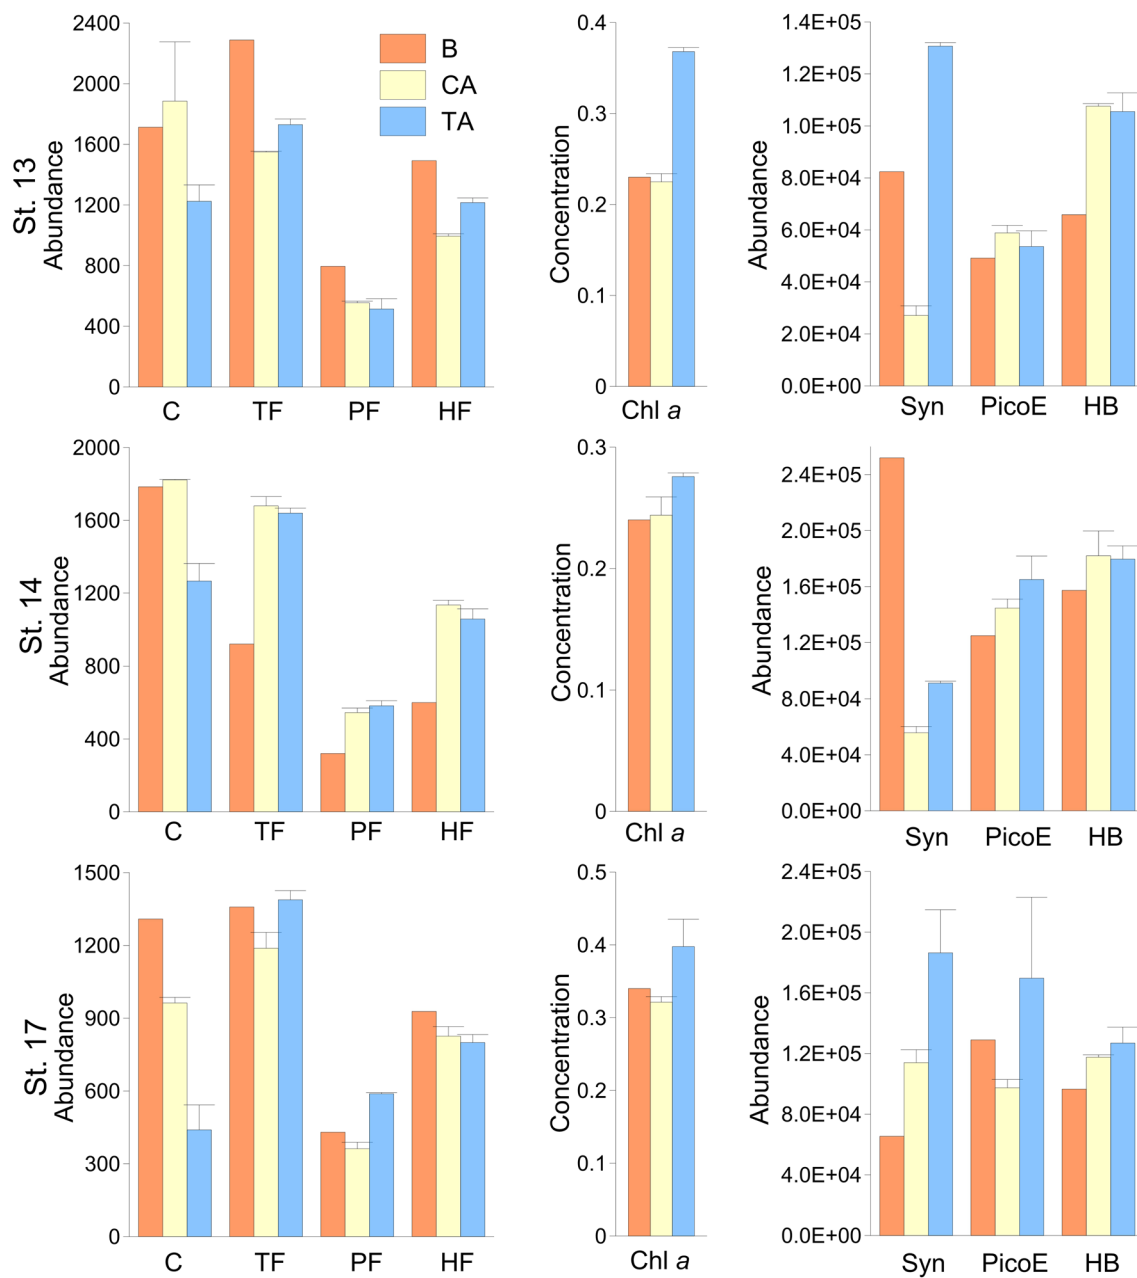 St. 13
Abundance
2400
2000
1600
1200
800
400
0
B
CA
TA
C TF PF HF
Concentration
0.4
0.3
0.2
0.1
0
Chl a
Abundance
1.4E+05
1.2E+05
1.0E+05
8.0E+04
6.0E+04
4.0E+04
2.0E+04
0.0E+00
Syn PicoE HB
St. 14
Abundance
2000
1600
1200
800
400
0
C TF PF HF
Concentration
0.3
0.2
0.1
0
Chl a
Abundance
2.4E+05
2.0E+05
1.6E+05
1.2E+05
8.0E+04
4.0E+04
0.0E+00
Syn PicoE HB
St. 17
Abundance
1500
1200
900
600
300
0
C TF PF HF
Concentration
0.5
0.4
0.3
0.2
0.1
0
Chl a
Abundance
2.4E+05
2.0E+05
1.6E+05
1.2E+05
8.0E+04
4.0E+04
0.0E+00
Syn PicoE HB